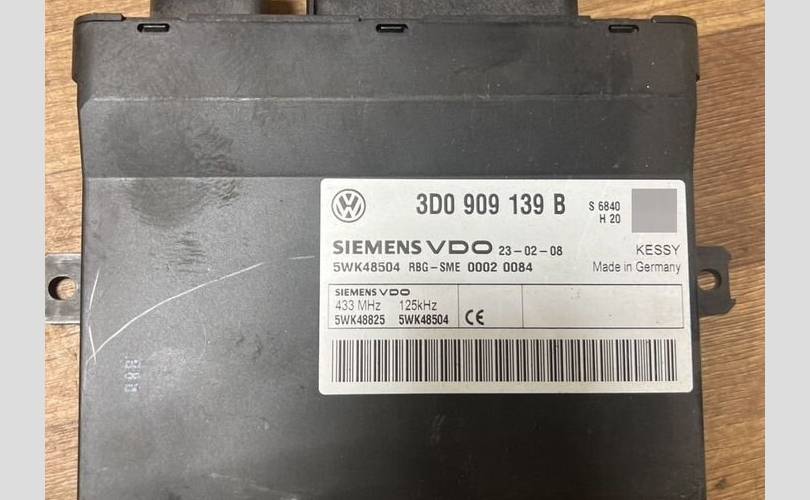 3D0 909 139 B
S 6840
H 20
SIEMENS VDO 23-02-08
KESSY
5WK48504 RBG-SME 0002 0084
Made in Germany
SIEMENS VDO
433 MHz 125kHz
5WK48825 5WK48504
CE